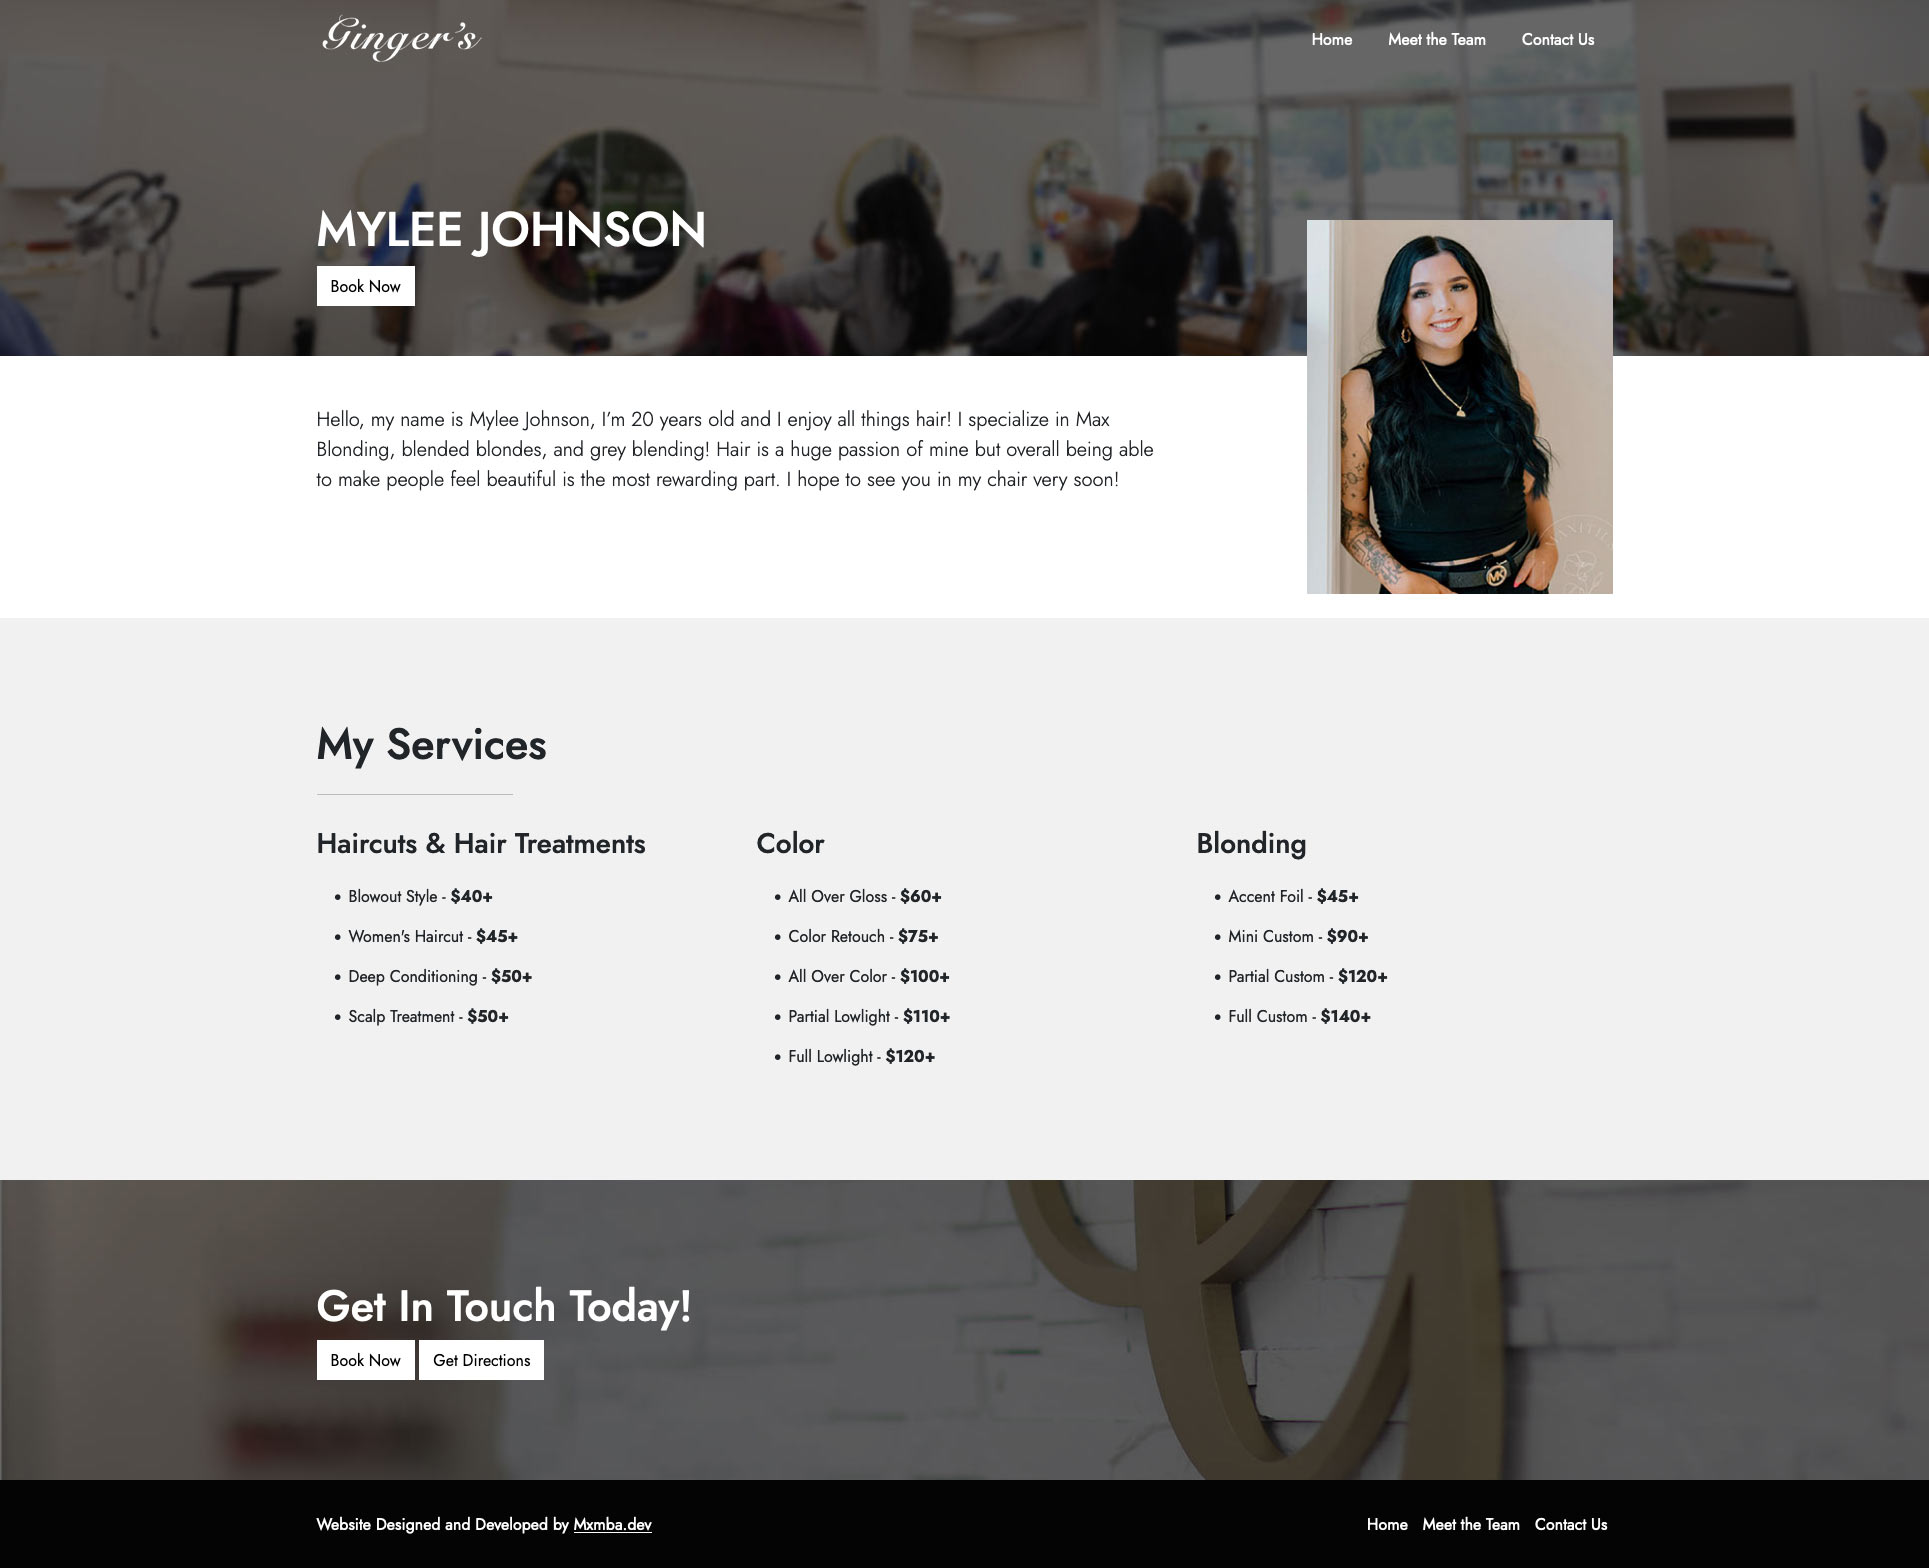 Ginger's
Home
Meet the Team
Contact Us
MYLEE JOHNSON
Book Now
Hello, my name is Mylee Johnson, I’m 20 years old and I enjoy all things hair! I specialize in Max
Blonding, blended blondes, and grey blending! Hair is a huge passion of mine but overall being able
to make people feel beautiful is the most rewarding part. I hope to see you in my chair very soon!
MK
My Services
Haircuts & Hair Treatments
• Blowout Style - $40+
• Women's Haircut - $45+
• Deep Conditioning - $50+
• Scalp Treatment - $50+
Color
• All Over Gloss - $60+
• Color Retouch - $75+
• All Over Color - $100+
• Partial Lowlight - $110+
• Full Lowlight - $120+
Blonding
• Accent Foil - $45+
• Mini Custom - $90+
• Partial Custom - $120+
• Full Custom - $140+
Get In Touch Today!
Book Now
Get Directions
Website Designed and Developed by Mxmba.dev
Home
Meet the Team
Contact Us